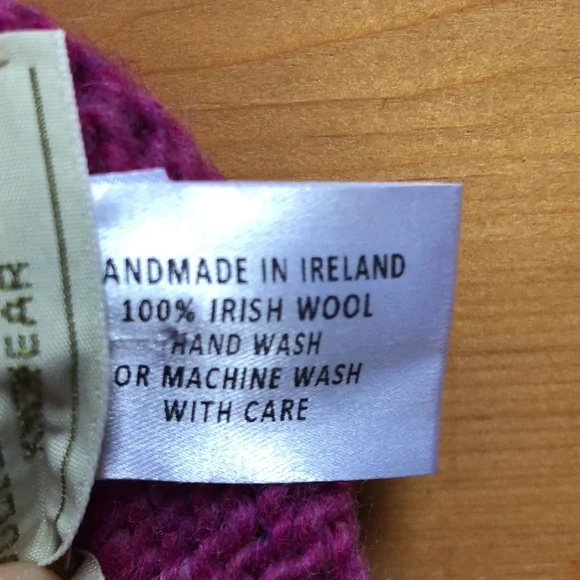 ANDMADE IN IRELAND
100% IRISH WOOL
HAND WASH
OR MACHINE WASH
WITH CARE